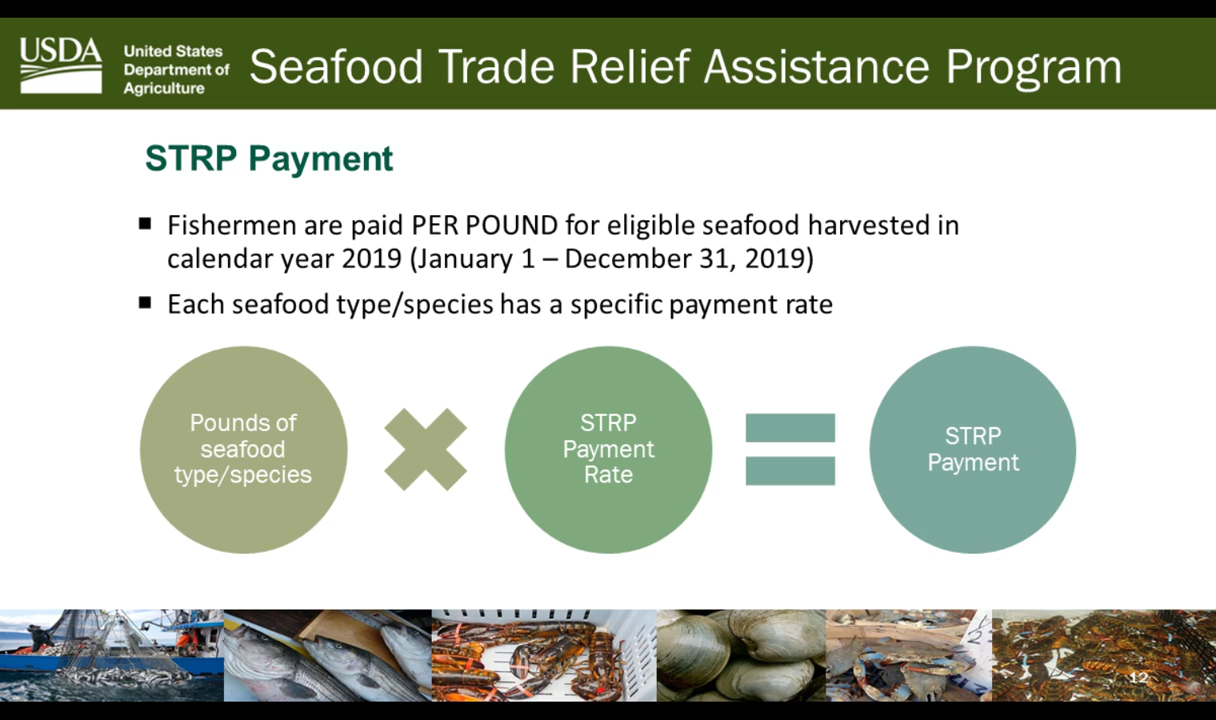 USDA
United States
Department of
Agriculture
Seafood Trade Relief Assistance Program
STRP Payment
▪ Fishermen are paid PER POUND for eligible seafood harvested in
calendar year 2019 (January 1 – December 31, 2019)
▪ Each seafood type/species has a specific payment rate
Pounds of
seafood
type/species
STRP
Payment
Rate
STRP
Payment
12